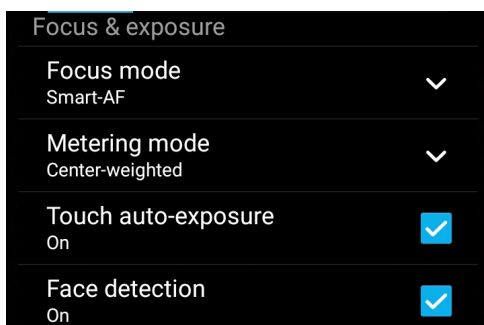 Focus & exposure
Focus mode
Smart-AF
Metering mode
Center-weighted
Touch auto-exposure
On
Face detection
On